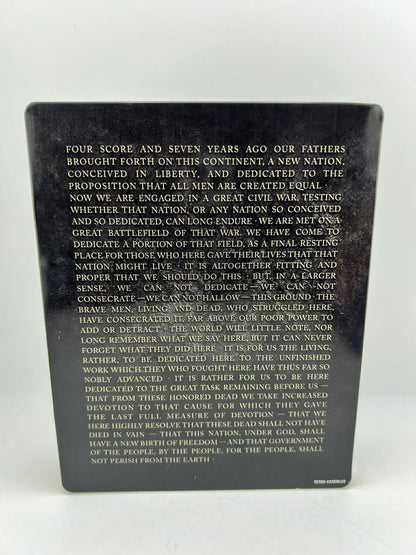 FOUR SCORE AND SEVEN YEARS AGO OUR FATHERS
BROUGHT FORTH ON THIS CONTINENT, A NEW NATION,
CONCEIVED IN LIBERTY, AND DEDICATED TO THE
PROPOSITION THAT ALL MEN ARE CREATED EQUAL ·
NOW WE ARE ENGAGED IN A GREAT CIVIL WAR, TESTING
WHETHER THAT NATION, OR ANY NATION SO CONCEIVED
AND SO DEDICATED, CAN LONG ENDURE · WE ARE MET ON A
GREAT BATTLEFIELD OF THAT WAR. WE HAVE COME TO
DEDICATE A PORTION OF THAT FIELD, AS A FINAL RESTING
PLACE FOR THOSE WHO HERE GAVE THEIR LIVES THAT THAT
NATION MIGHT LIVE · IT IS ALTOGETHER FITTING AND
PROPER THAT WE SHOULD DO THIS · BUT, IN A LARGER
SENSE, WE CAN NOT DEDICATE — WE CAN NOT
CONSECRATE — WE CAN NOT HALLOW — THIS GROUND · THE
BRAVE MEN, LIVING AND DEAD, WHO STRUGGLED HERE,
HAVE CONSECRATED IT, FAR ABOVE OUR POOR POWER TO
ADD OR DETRACT · THE WORLD WILL LITTLE NOTE, NOR
LONG REMEMBER WHAT WE SAY HERE, BUT IT CAN NEVER
FORGET WHAT THEY DID HERE · IT IS FOR US THE LIVING,
RATHER, TO BE DEDICATED HERE TO THE UNFINISHED
WORK WHICH THEY WHO FOUGHT HERE HAVE THUS FAR SO
NOBLY ADVANCED · IT IS RATHER FOR US TO BE HERE
DEDICATED TO THE GREAT TASK REMAINING BEFORE US —
THAT FROM THESE HONORED DEAD WE TAKE INCREASED
DEVOTION TO THAT CAUSE FOR WHICH THEY GAVE
THE LAST FULL MEASURE OF DEVOTION — THAT WE
HERE HIGHLY RESOLVE THAT THESE DEAD SHALL NOT HAVE
DIED IN VAIN — THAT THIS NATION, UNDER GOD, SHALL
HAVE A NEW BIRTH OF FREEDOM — AND THAT GOVERNMENT
OF THE PEOPLE, BY THE PEOPLE, FOR THE PEOPLE, SHALL
NOT PERISH FROM THE EARTH ·